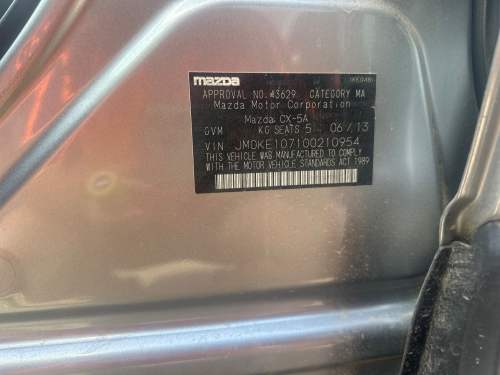 mazda
APPROVAL NO. 43629 CATEGORY MA
Mazda Motor Corporation
Mazda CX-5A
GVM KG SEATS 5 06/13
VIN JM0KE107100210954
THIS VEHICLE WAS MANUFACTURED TO COMPLY
WITH THE MOTOR VEHICLE STANDARDS ACT 1989